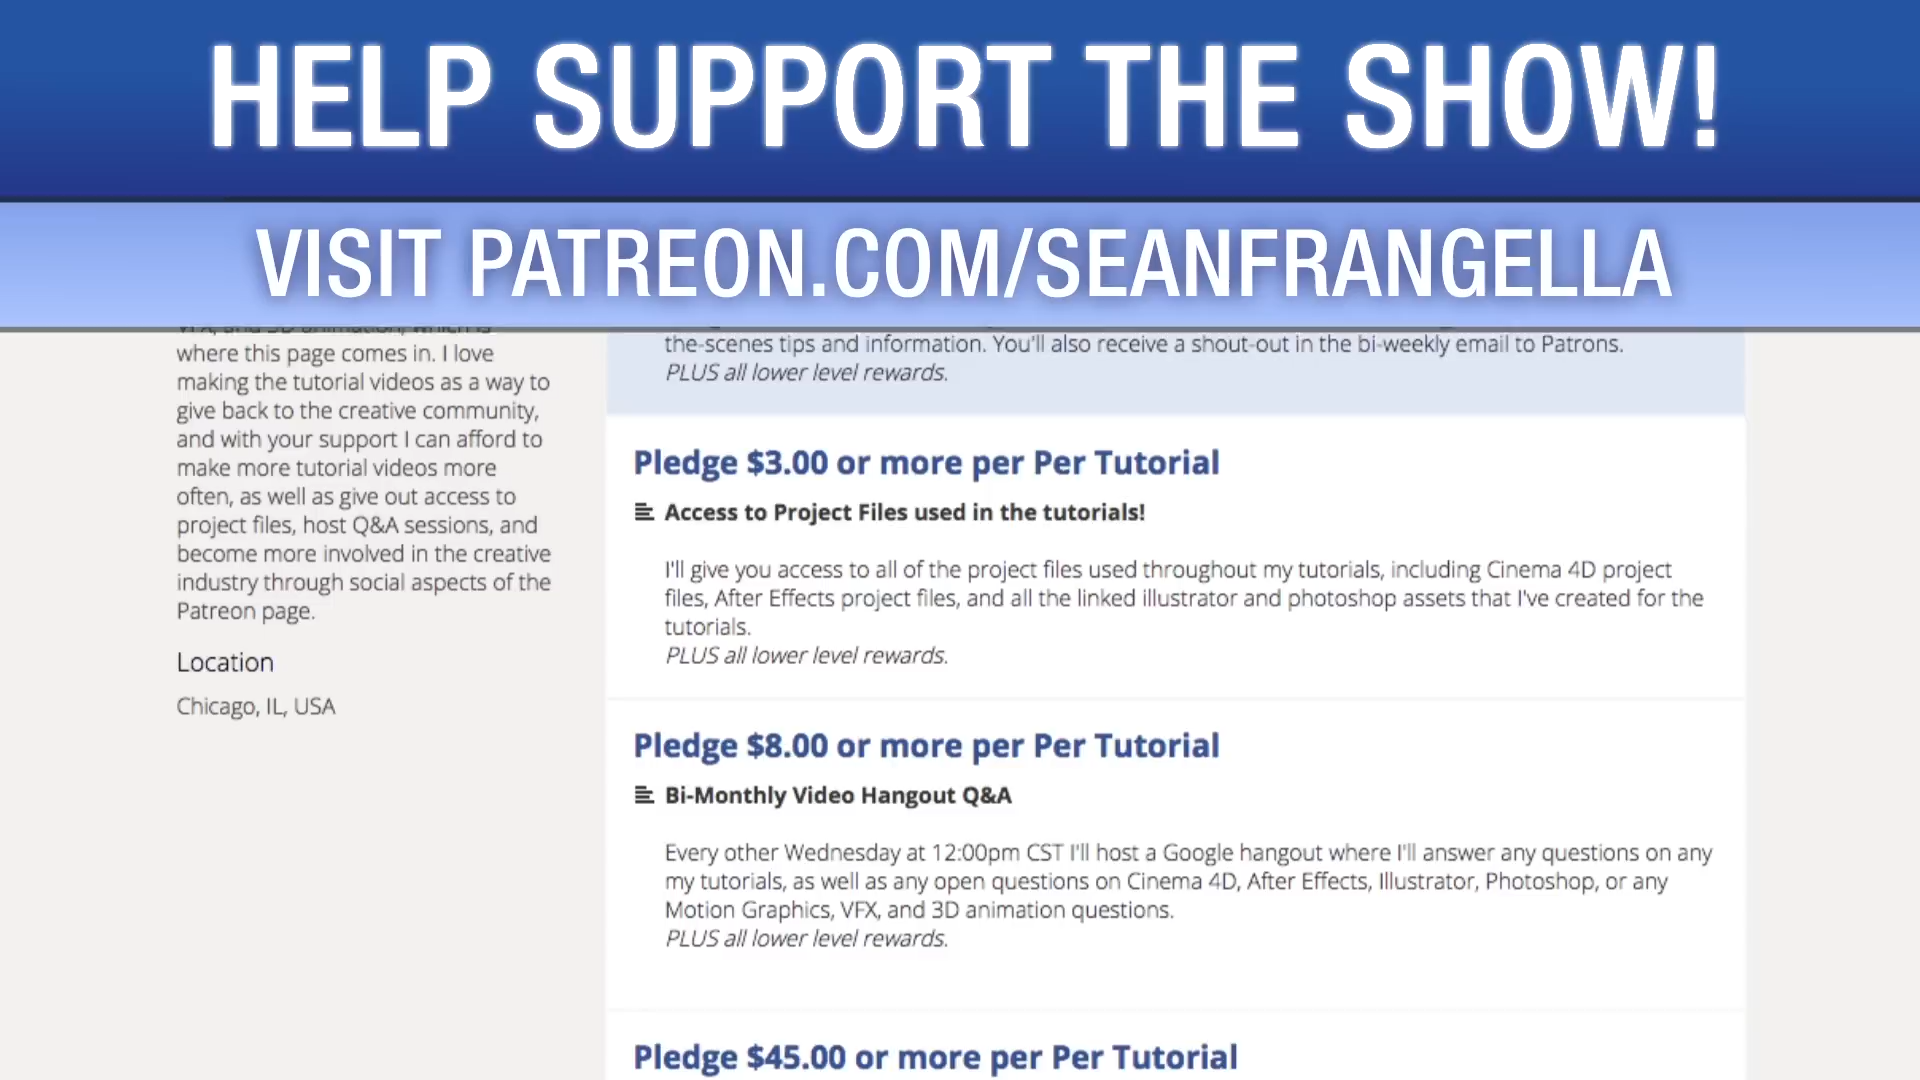 HELP SUPPORT THE SHOW!
VISIT PATREON.COM/SEANFRANGELLA
VFX, and 3D animation, which is
where this page comes in. I love
making the tutorial videos as a way to
give back to the creative community,
and with your support I can afford to
make more tutorial videos more
often, as well as give out access to
project files, host Q&A sessions, and
become more involved in the creative
industry through social aspects of the
Patreon page.
Location
Chicago, IL, USA
the-scenes tips and information. You'll also receive a shout-out in the bi-weekly email to Patrons.
PLUS all lower level rewards.
Pledge $3.00 or more per Per Tutorial
Access to Project Files used in the tutorials!
I'll give you access to all of the project files used throughout my tutorials, including Cinema 4D project
files, After Effects project files, and all the linked illustrator and photoshop assets that I've created for the
tutorials.
PLUS all lower level rewards.
Pledge $8.00 or more per Per Tutorial
Bi-Monthly Video Hangout Q&A
Every other Wednesday at 12:00pm CST I'll host a Google hangout where I'll answer any questions on any
my tutorials, as well as any open questions on Cinema 4D, After Effects, Illustrator, Photoshop, or any
Motion Graphics, VFX, and 3D animation questions.
PLUS all lower level rewards.
Pledge $45.00 or more per Per Tutorial